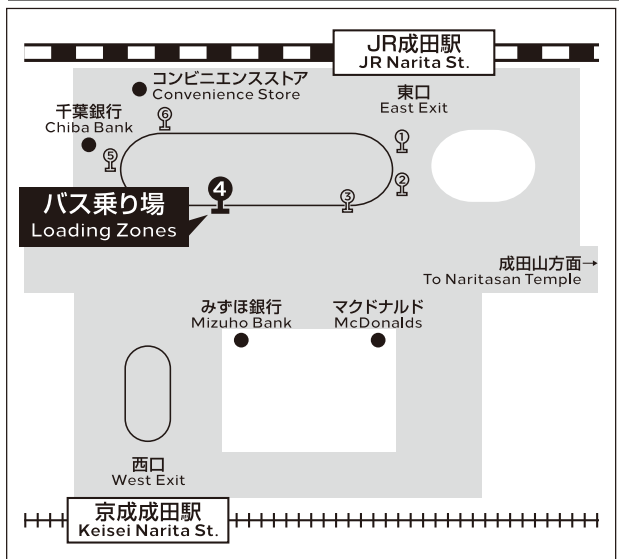 JR成田駅
JR Narita St.
コンビニエンスストア
Convenience Store
東口
East Exit
千葉銀行
Chiba Bank
⑥
①
⑤
②
④
③
バス乗り場
Loading Zones
成田山方面→
To Naritasan Temple
みずほ銀行
Mizuho Bank
マクドナルド
McDonalds
西口
West Exit
京成成田駅
Keisei Narita St.